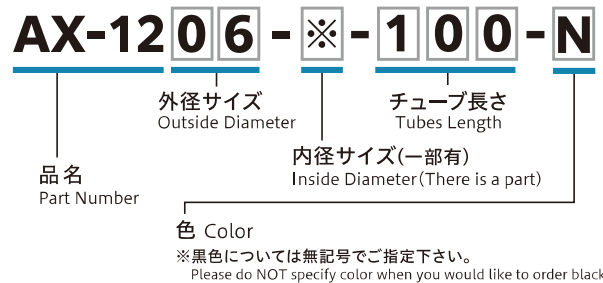 AX-1206-※-100-N
外径サイズ
Outside Diameter
チューブ長さ
Tubes Length
内径サイズ(一部有)
Inside Diameter(There is a part)
品名
Part Number
色 Color
※黒色については無記号でご指定下さい。
Please do NOT specify color when you would like to order black